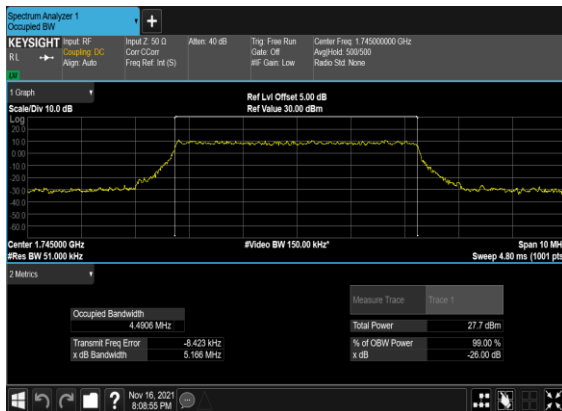 Spectrum Analyzer 1
Occupied BW
KEYSIGHT
RL
Input: RF
Coupling: DC
Align: Auto
Input Z: 50 Ω
Corr CCorr
Freq Ref: Int (S)
Atten: 40 dB
Trig: Free Run
Gate: Off
#IF Gain: Low
Center Freq: 1.745000000 GHz
Avg|Hold: 500/500
Radio Std: None
1 Graph
Scale/Div 10.0 dB
Ref Lvl Offset 5.00 dB
Ref Value 30.00 dBm
Log
20.0
10.0
0.00
-10.0
-20.0
-30.0
-40.0
-50.0
-60.0
Center 1.745000 GHz
#Res BW 51.000 kHz
#Video BW 150.00 kHz*
Span 10 MH
Sweep 4.80 ms (1001 pts
2 Metrics
Occupied Bandwidth
4.4906 MHz
Transmit Freq Error -8.423 kHz
x dB Bandwidth 5.166 MHz
Measure Trace Trace 1
Total Power 27.7 dBm
% of OBW Power 99.00 %
x dB -26.00 dB
Nov 16, 2021
8:08:55 PM